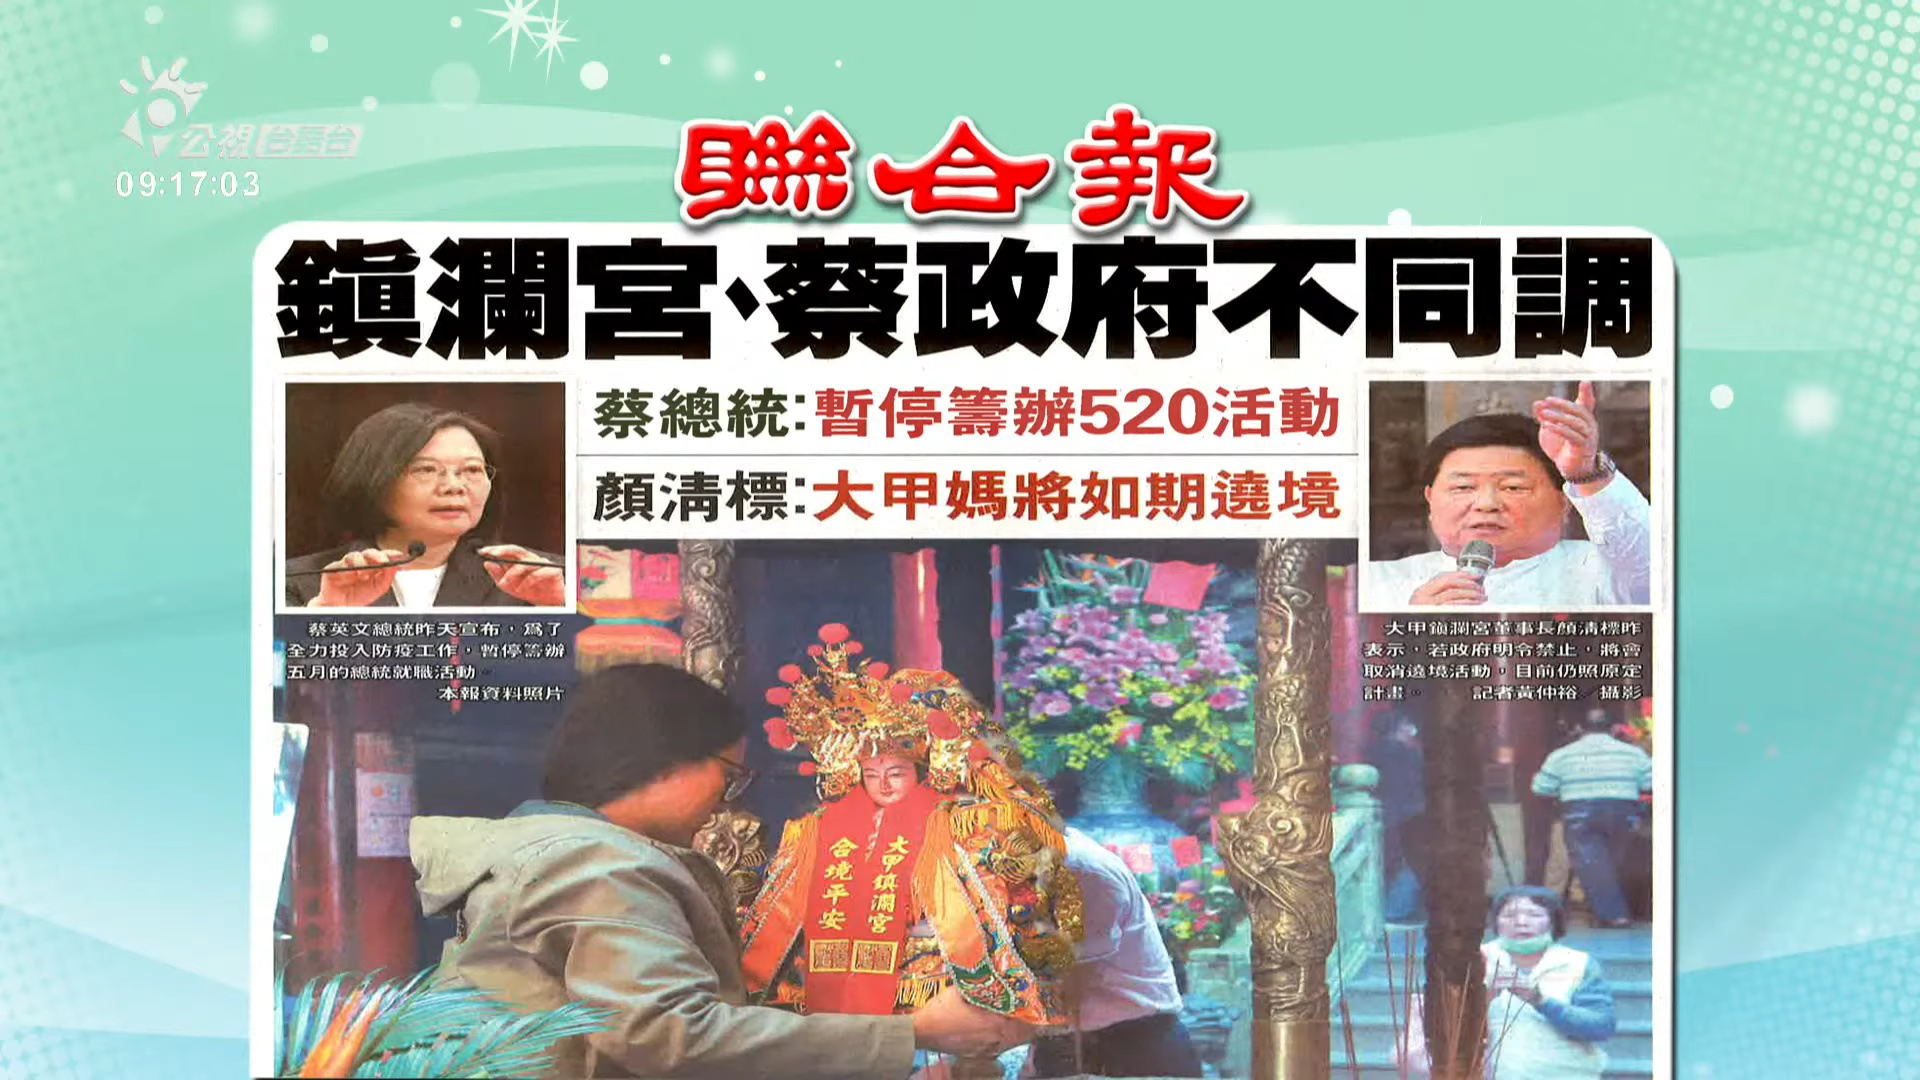 公視台語台
09:17:03
聯合報
鎮瀾宮、蔡政府不同調
蔡總統:暫停籌辦520活動
顏清標:大甲媽將如期遶境
蔡英文總統昨天宣布，為了
全力投入防疫工作，暫停籌辦
五月的總統就職活動。
本報資料照片
大甲鎮瀾宮董事長顏清標昨
表示，若政府明令禁止，將會
取消遶境活動，目前仍照原定
計畫。 記者黃仲裕／攝影
大甲鎮瀾宮
合境平安